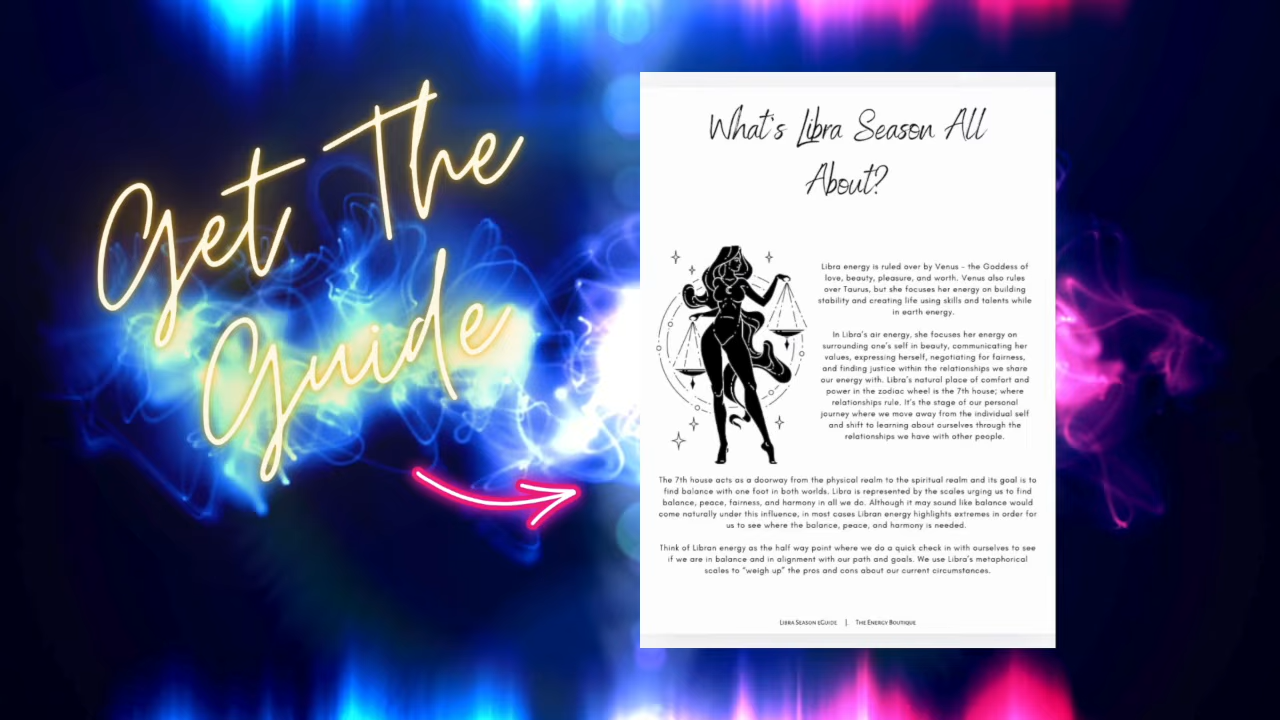 Get The
Guide
What's Libra Season All
About?
Libra energy is ruled over by Venus - the Goddess of
love, beauty, pleasure, and worth. Venus also rules
over Taurus, but she focuses her energy on building
stability and creating life using skills and talents while
in earth energy.
In Libra's air energy, she focuses her energy on
surrounding one's self in beauty, communicating her
values, expressing herself, negotiating for fairness,
and finding justice within the relationships we share
our energy with. Libra's natural place of comfort and
power in the zodiac wheel is the 7th house; where
relationships rule. It's the stage of our personal
journey where we move away from the individual self
and shift to learning about ourselves through the
relationships we have with other people.
The 7th house acts as a doorway from the physical realm to the spiritual realm and its goal is to
find balance with one foot in both worlds. Libra is represented by the scales urging us to find
balance, peace, fairness, and harmony in all we do. Although it may sound like balance would
come naturally under this influence, in most cases Libran energy highlights extremes in order for
us to see where the balance, peace, and harmony is needed.
Think of Libran energy as the half way point where we do a quick check in with ourselves to see
if we are in balance and in alignment with our path and goals. We use Libra's metaphorical
scales to "weigh up" the pros and cons about our current circumstances.
Libra Season eGuide | The Energy Boutique